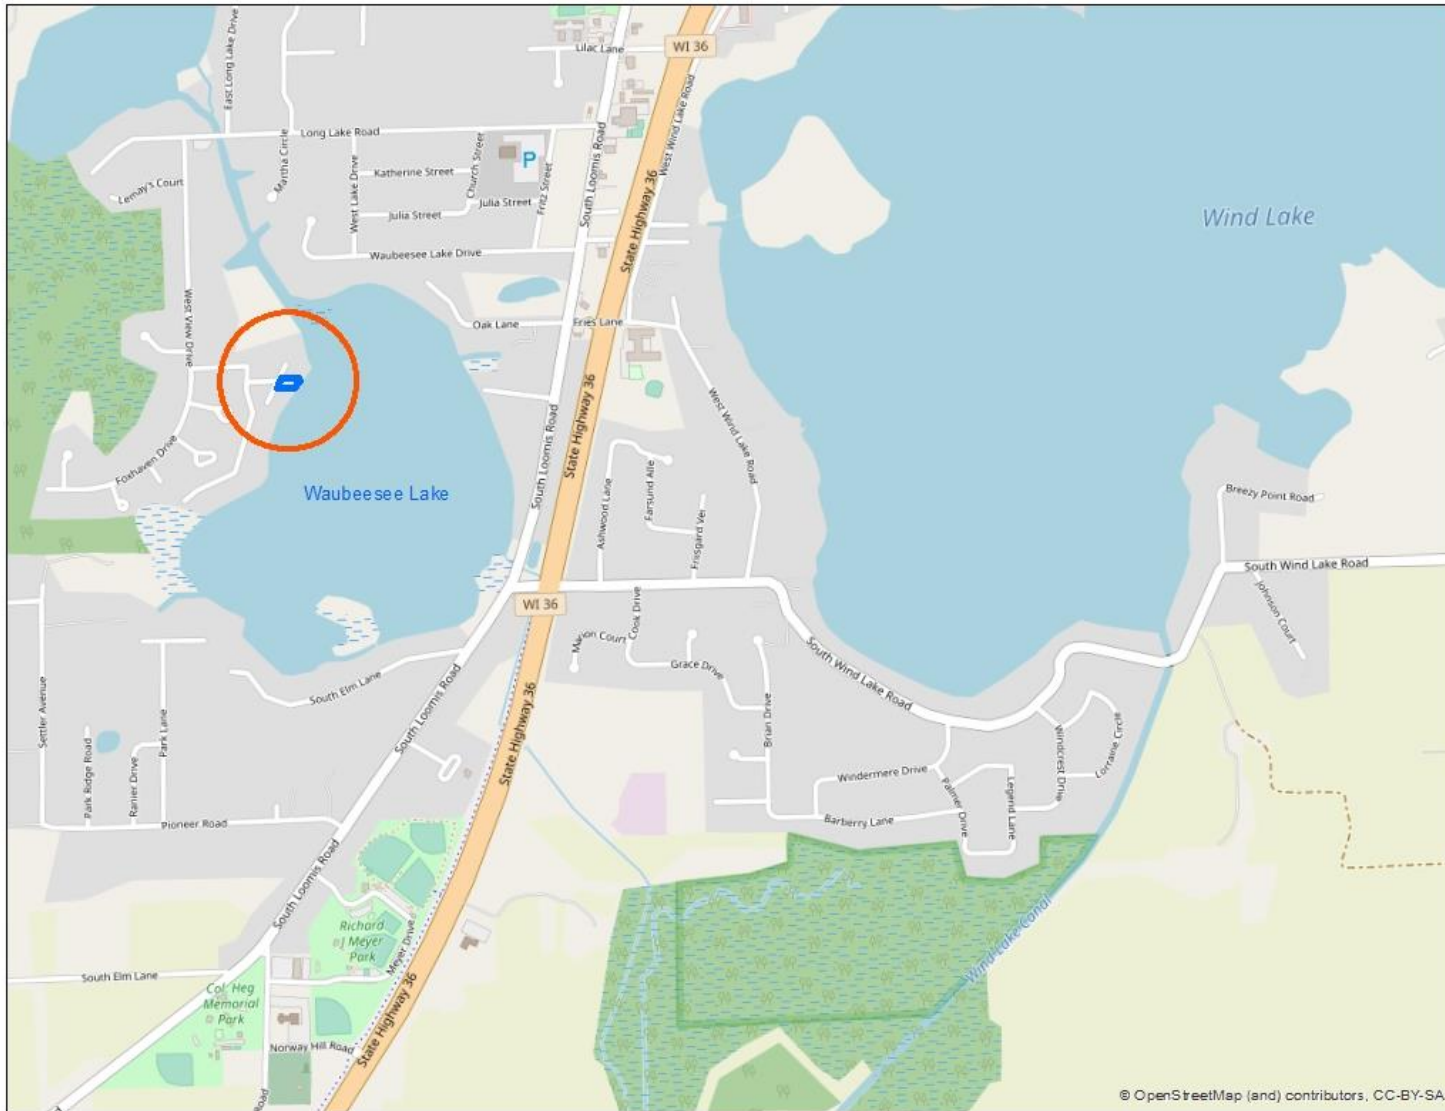 East Long Lake Drive
Lilac Lane
WI 36
Long Lake Road
Martha Circle
West Lake Drive
Katherine Street
Church Street
P
Fritz Street
South Loomis Road
West Wind Lake Road
Lemay's Court
Julia Street
Julia Street
Waubeesee Lake Drive
State Highway 36
Wind Lake
West View Drive
Oak Lane
Fries Lane
West Wind Lake Road
State Highway 36
South Loomis Road
Foxhaven Drive
Waubeesee Lake
Ashwood Lane
Farsund Alle
Frisgard Vei
Breezy Point Road
South Wind Lake Road
Johnson Court
WI 36
Cook Drive
Marion Court
Grace Drive
South Wind Lake Road
South Elm Lane
South Loomis Road
State Highway 36
Brian Drive
Settler Avenue
Park Lane
Park Ridge Road
Ranier Drive
Pioneer Road
Windermere Drive
Windcrest Drive
Lorraine Circle
Palmer Drive
Legend Lane
Barberry Lane
South Loomis Road
Richard
J Meyer
Park
Meyer Drive
Wind Lake Canal
South Elm Lane
Col. Heg
Memorial
Park
State Highway 36
Norway Hill Road
Road
© OpenStreetMap (and) contributors, CC-BY-SA